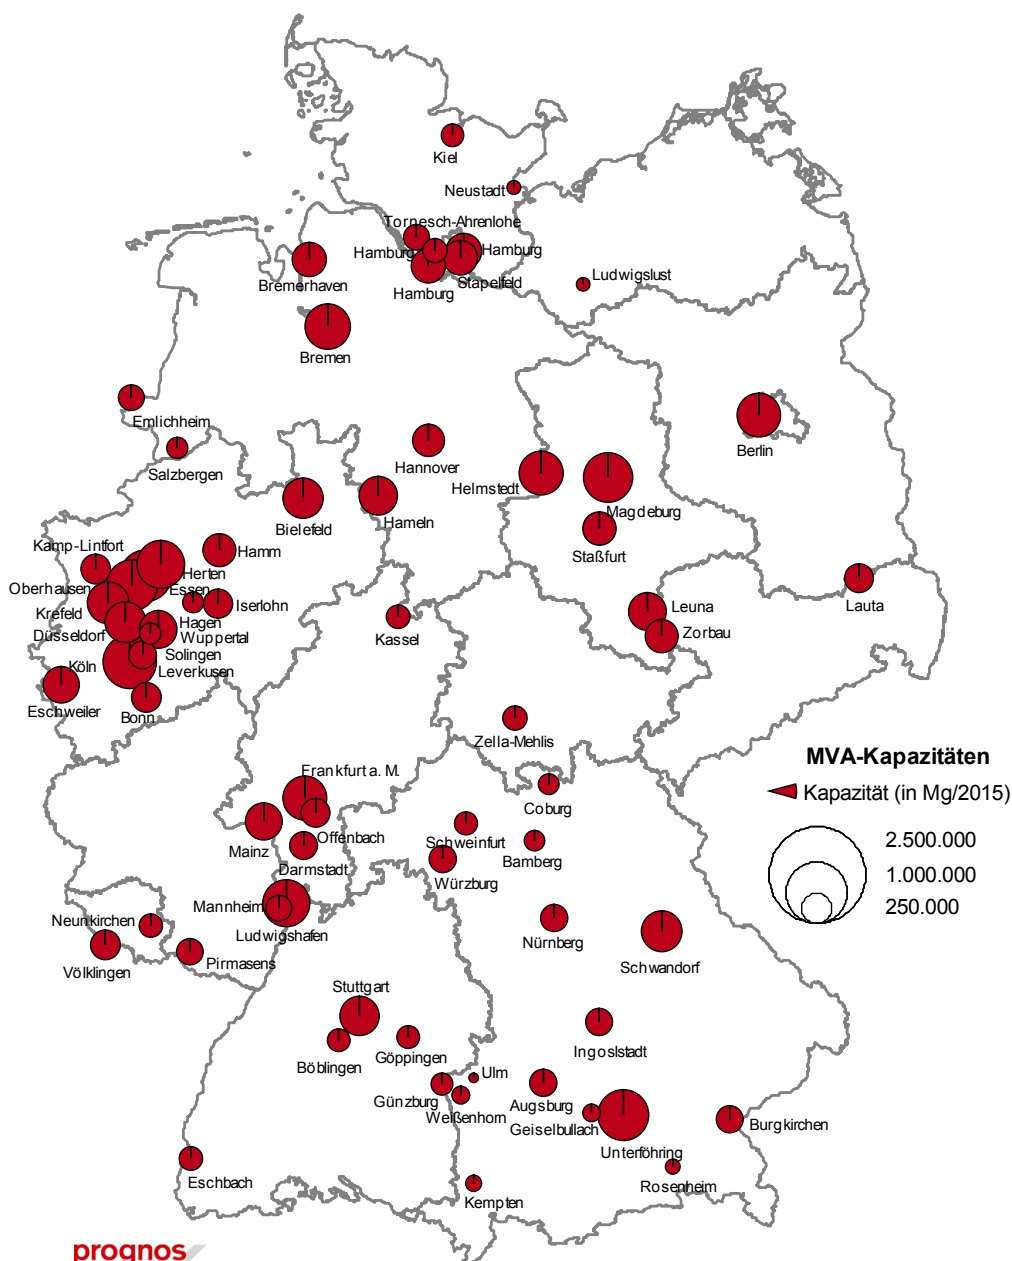 Kiel
Neustadt
Tornesch-Ahrenlohe
Hamburg
Hamburg
Bremerhaven
Hamburg
Stapelfeld
Ludwigslust
Bremen
Emlichheim
Salzbergen
Hannover
Berlin
Helmstedt
Magdeburg
Bielefeld
Hameln
Staßfurt
Kamp-Lintfort
Hamm
Herten
Oberhausen
Essen
Iserlohn
Krefeld
Hagen
Düsseldorf
Wuppertal
Solingen
Köln
Leverkusen
Eschweiler
Bonn
Kassel
Leuna
Zorbau
Lauta
Zella-Mehlis
MVA-Kapazitäten
Kapazität (in Mg/2015)
2.500.000
1.000.000
250.000
Frankfurt a. M.
Coburg
Mainz
Offenbach
Schweinfurt
Bamberg
Darmstadt
Würzburg
Mannheim
Neunkirchen
Ludwigshafen
Nürnberg
Völklingen
Pirmasens
Schwandorf
Stuttgart
Böblingen
Göppingen
Ingoslstadt
Ulm
Günzburg
Weißenhorn
Augsburg
Geiselbullach
Burgkirchen
Unterföhring
Eschbach
Kempten
Rosenheim
prognos